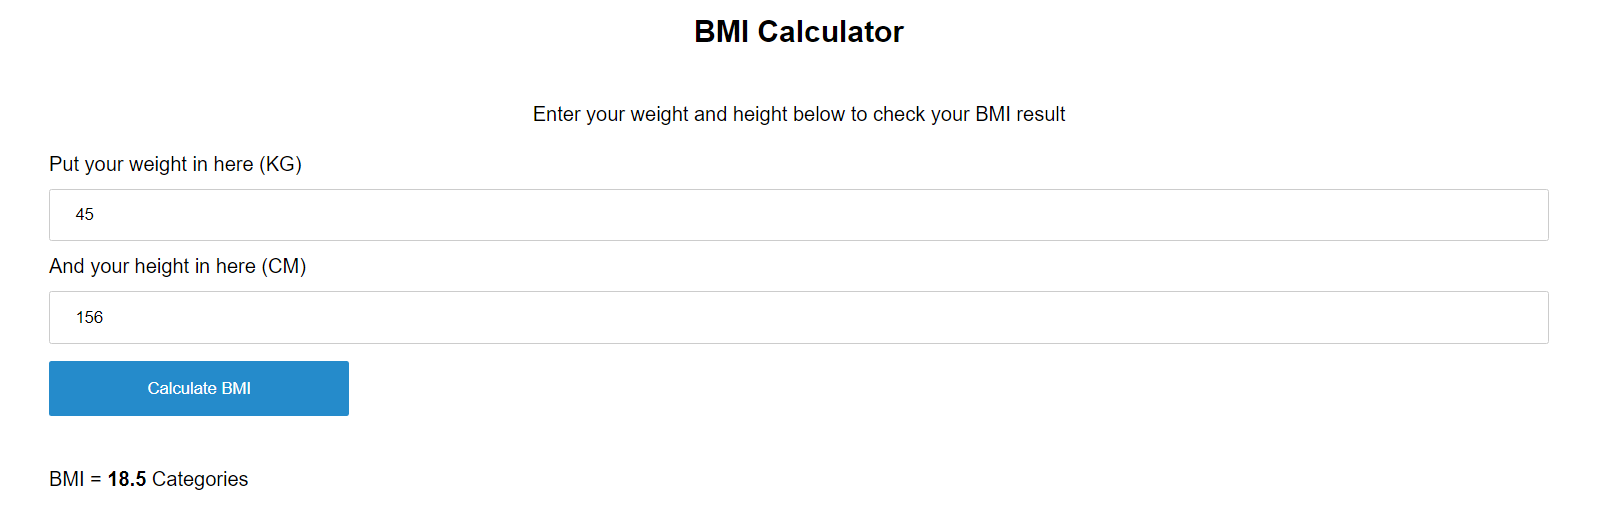 BMI Calculator
Enter your weight and height below to check your BMI result
Put your weight in here (KG)
45
And your height in here (CM)
156
Calculate BMI
BMI = 18.5 Categories